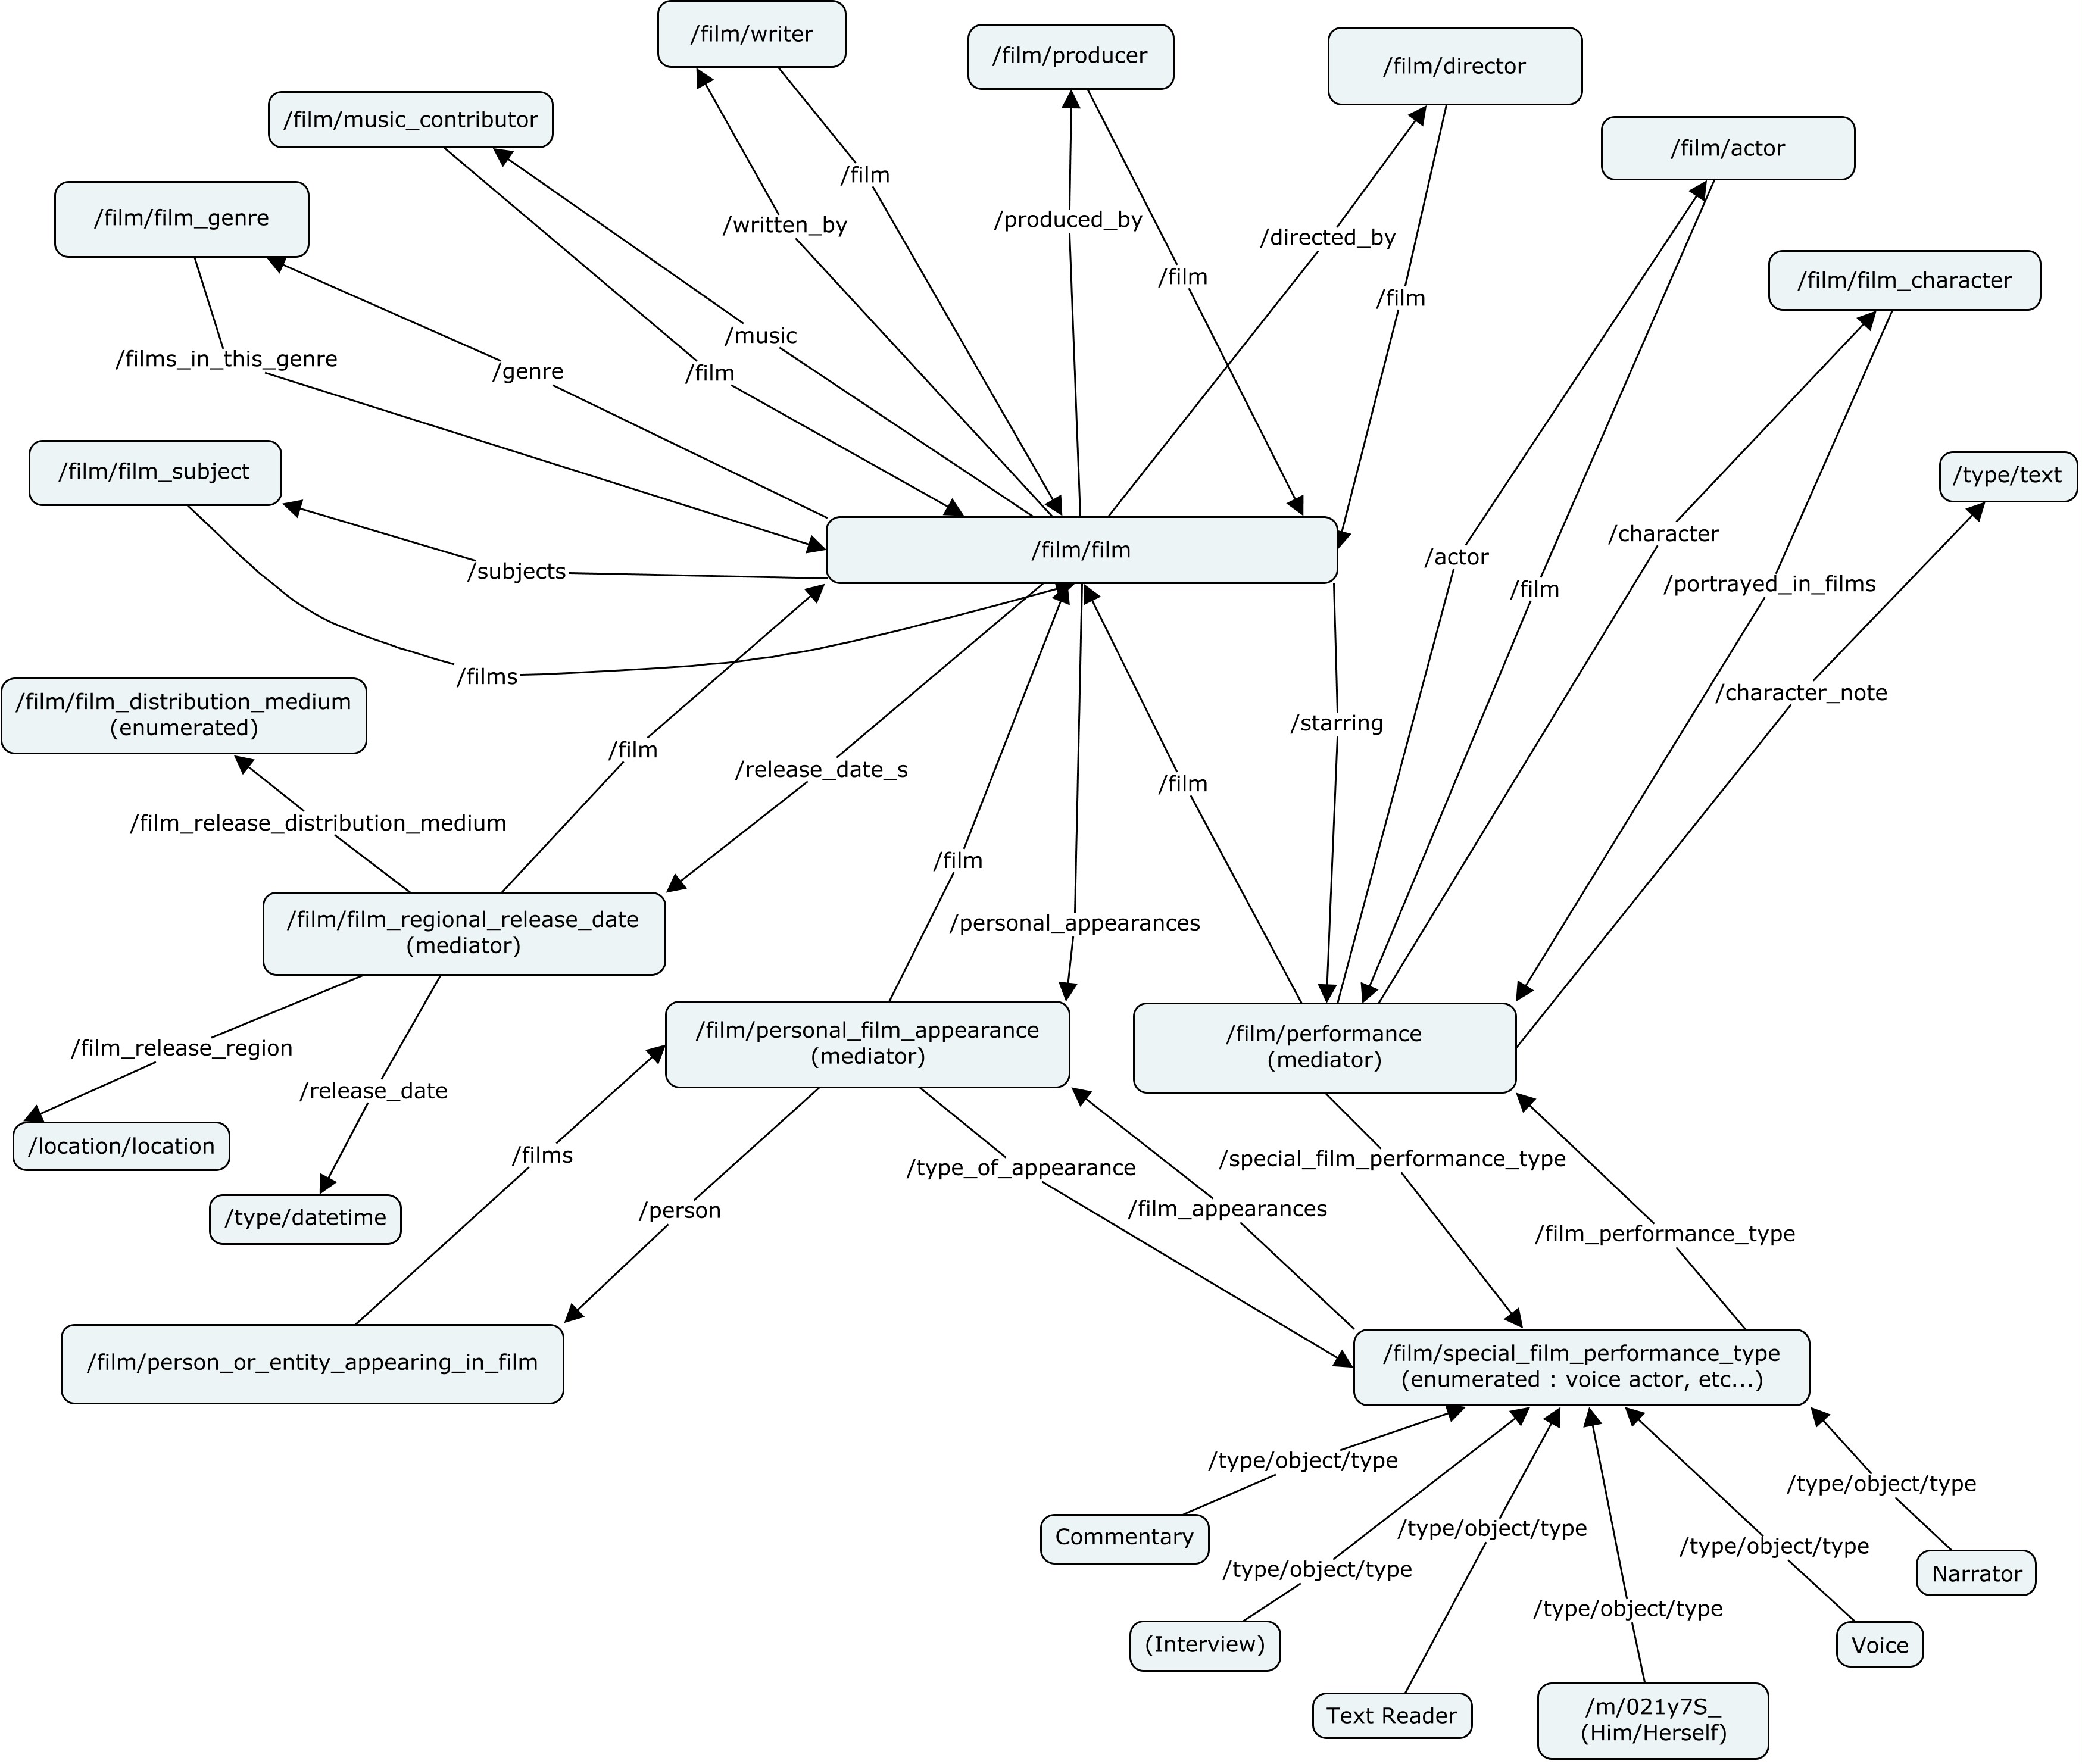 /film/writer
/film/producer
/film/director
/film/music_contributor
/film/actor
/film
/film/film_genre
/written_by
/produced_by
/directed_by
/film
/film
/film/film_character
/music
/films_in_this_genre
/genre
/film
/film/film_subject
/type/text
/film/film
/subjects
/actor
/film
/character
/portrayed_in_films
/films
/film/film_distribution_medium
(enumerated)
/film
/release_date_s
/starring
/film
/character_note
/film_release_distribution_medium
/film
/film/film_regional_release_date
(mediator)
/personal_appearances
/film/personal_film_appearance
(mediator)
/film/performance
(mediator)
/film_release_region
/release_date
/location/location
/type/datetime
/films
/person
/type_of_appearance
/special_film_performance_type
/film_appearances
/film_performance_type
/film/person_or_entity_appearing_in_film
/film/special_film_performance_type
(enumerated : voice actor, etc...)
/type/object/type
/type/object/type
/type/object/type
/type/object/type
/type/object/type
/type/object/type
Commentary
Narrator
(Interview)
Voice
Text Reader
/m/021y7S_
(Him/Herself)